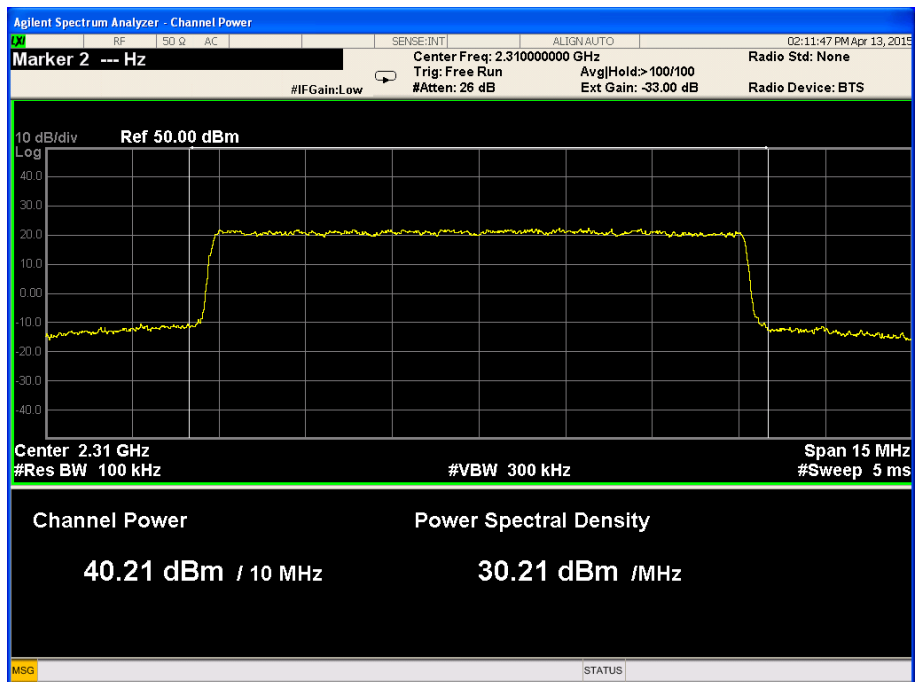 Agilent Spectrum Analyzer - Channel Power
LXI RF 50 Ω AC SENSE:INT ALIGN AUTO 02:11:47 PM Apr 13, 2015
Marker 2 --- Hz
Center Freq: 2.310000000 GHz
Radio Std: None
Trig: Free Run
Avg|Hold:> 100/100
#IFGain:Low
#Atten: 26 dB
Ext Gain: -33.00 dB
Radio Device: BTS
10 dB/div
Ref 50.00 dBm
Log
40.0
30.0
20.0
10.0
0.00
-10.0
-20.0
-30.0
-40.0
Center 2.31 GHz
Span 15 MHz
#Res BW 100 kHz
#VBW 300 kHz
#Sweep 5 ms
Channel Power
Power Spectral Density
40.21 dBm / 10 MHz
30.21 dBm /MHz
MSG
STATUS